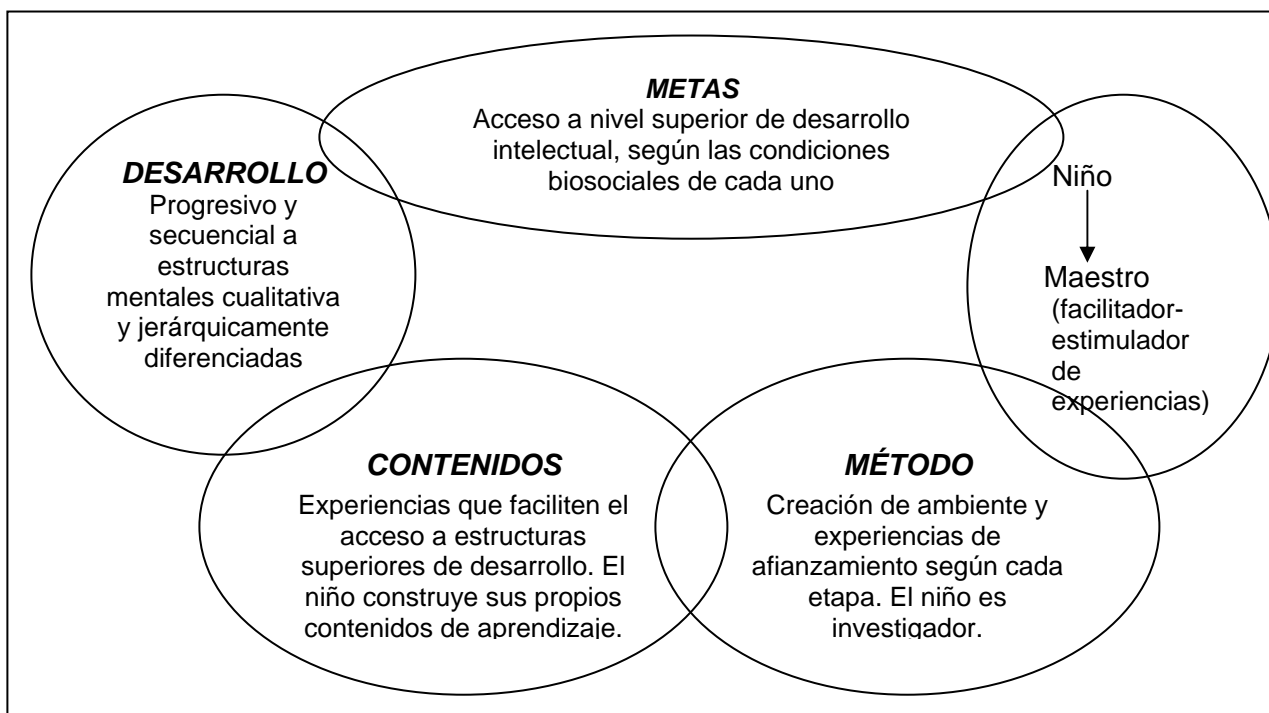 METAS
Acceso a nivel superior de desarrollo
intelectual, según las condiciones
biosociales de cada uno
DESARROLLO
Progresivo y
secuencial a
estructuras
mentales cualitativa
y jerárquicamente
diferenciadas
Niño
Maestro
(facilitador-
estimulador
de
experiencias)
CONTENIDOS
Experiencias que faciliten el
acceso a estructuras
superiores de desarrollo. El
niño construye sus propios
contenidos de aprendizaje.
MÉTODO
Creación de ambiente y
experiencias de
afianzamiento según cada
etapa. El niño es
investigador.